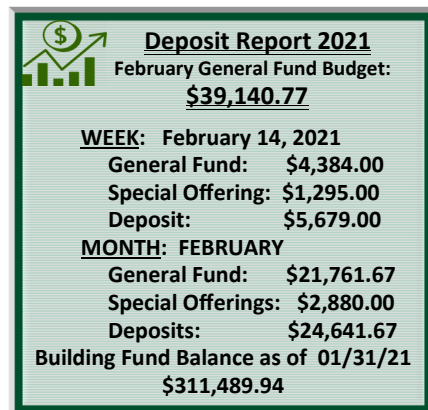 $
Deposit Report 2021
February General Fund Budget:
$39,140.77
WEEK: February 14, 2021
General Fund: $4,384.00
Special Offering: $1,295.00
Deposit: $5,679.00
MONTH: FEBRUARY
General Fund: $21,761.67
Special Offerings: $2,880.00
Deposits: $24,641.67
Building Fund Balance as of 01/31/21
$311,489.94